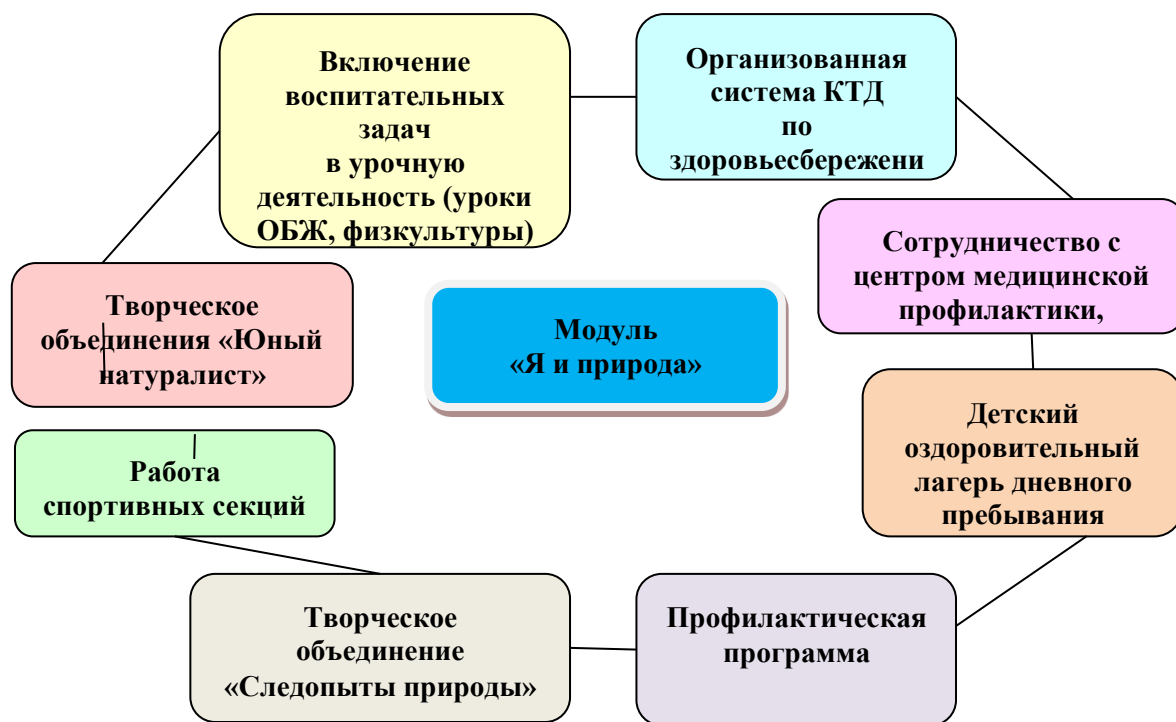 Включение
воспитательных
задач
в урочную
деятельность (уроки
ОБЖ, физкультуры)
Организованная
система КТД
по
здоровьесбережени
Сотрудничество с
центром медицинской
профилактики,
Творческое
объединения «Юный
натуралист»
Модуль
«Я и природа»
Детский
оздоровительный
лагерь дневного
пребывания
Работа
спортивных секций
Творческое
объединение
«Следопыты природы»
Профилактическая
программа